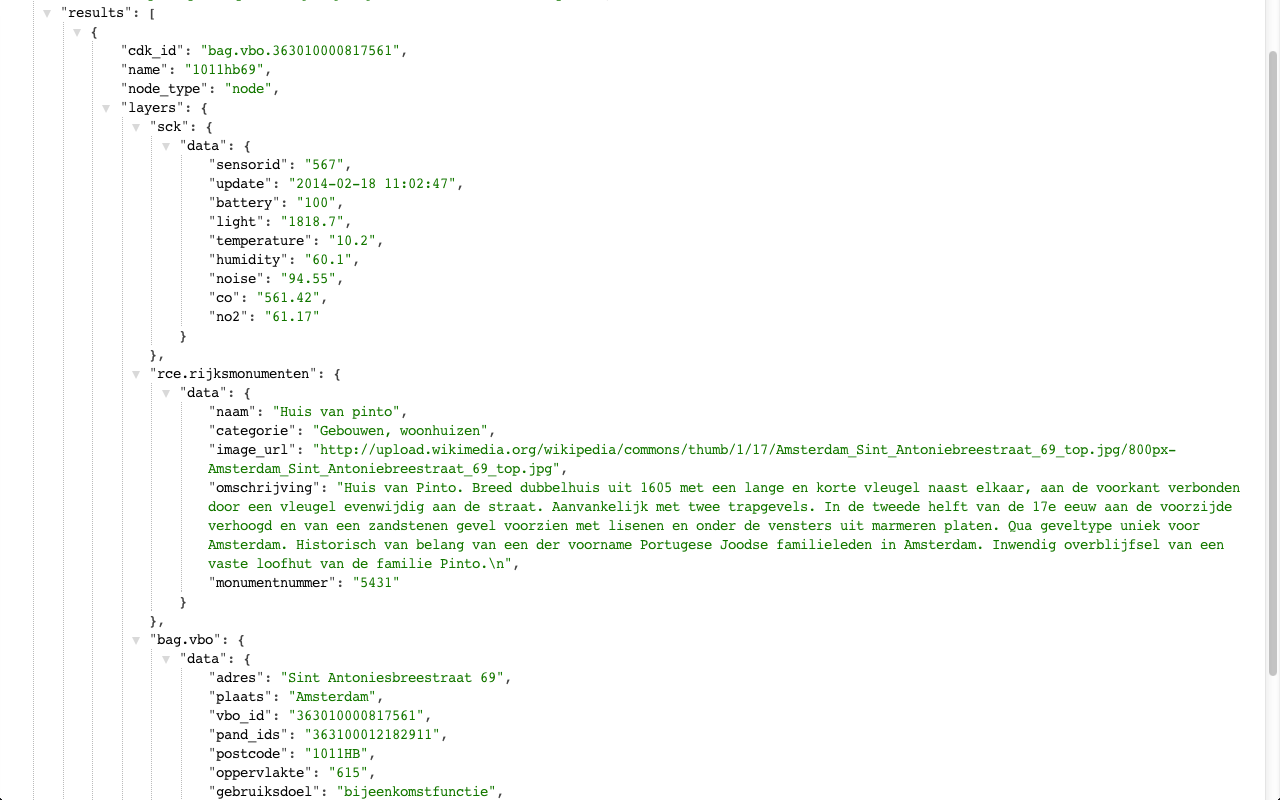 "results": [
{
"cdk_id": "bag.vbo.363010000817561",
"name": "1011hb69",
"node_type": "node",
"layers": {
"sck": {
"data": {
"sensorid": "567",
"update": "2014-02-18 11:02:47",
"battery": "100",
"light": "1818.7",
"temperature": "10.2",
"humidity": "60.1",
"noise": "94.55",
"co": "561.42",
"no2": "61.17"
}
},
"rce.rijksmonumenten": {
"data": {
"naam": "Huis van pinto",
"categorie": "Gebouwen, woonhuizen",
"image_url": "http://upload.wikimedia.org/wikipedia/commons/thumb/1/17/Amsterdam_Sint_Antoniebreestraat_69_top.jpg/800px-
Amsterdam_Sint_Antoniebreestraat_69_top.jpg",
"omschrijving": "Huis van Pinto. Breed dubbelhuis uit 1605 met een lange en korte vleugel naast elkaar, aan de voorkant verbonden
door een vleugel evenwijdig aan de straat. Aanvankelijk met twee trapgevels. In de tweede helft van de 17e eeuw aan de voorzijde
verhoogd en van een zandstenen gevel voorzien met lisenen en onder de vensters uit marmeren platen. Qua geveltype uniek voor
Amsterdam. Historisch van belang van een der voorname Portugese Joodse familieleden in Amsterdam. Inwendig overblijfsel van een
vaste loofhut van de familie Pinto.\n",
"monumentnummer": "5431"
}
},
"bag.vbo": {
"data": {
"adres": "Sint Antoniesbreestraat 69",
"plaats": "Amsterdam",
"vbo_id": "363010000817561",
"pand_ids": "363100012182911",
"postcode": "1011HB",
"oppervlakte": "615",
"gebruiksdoel": "bijeenkomstfunctie",